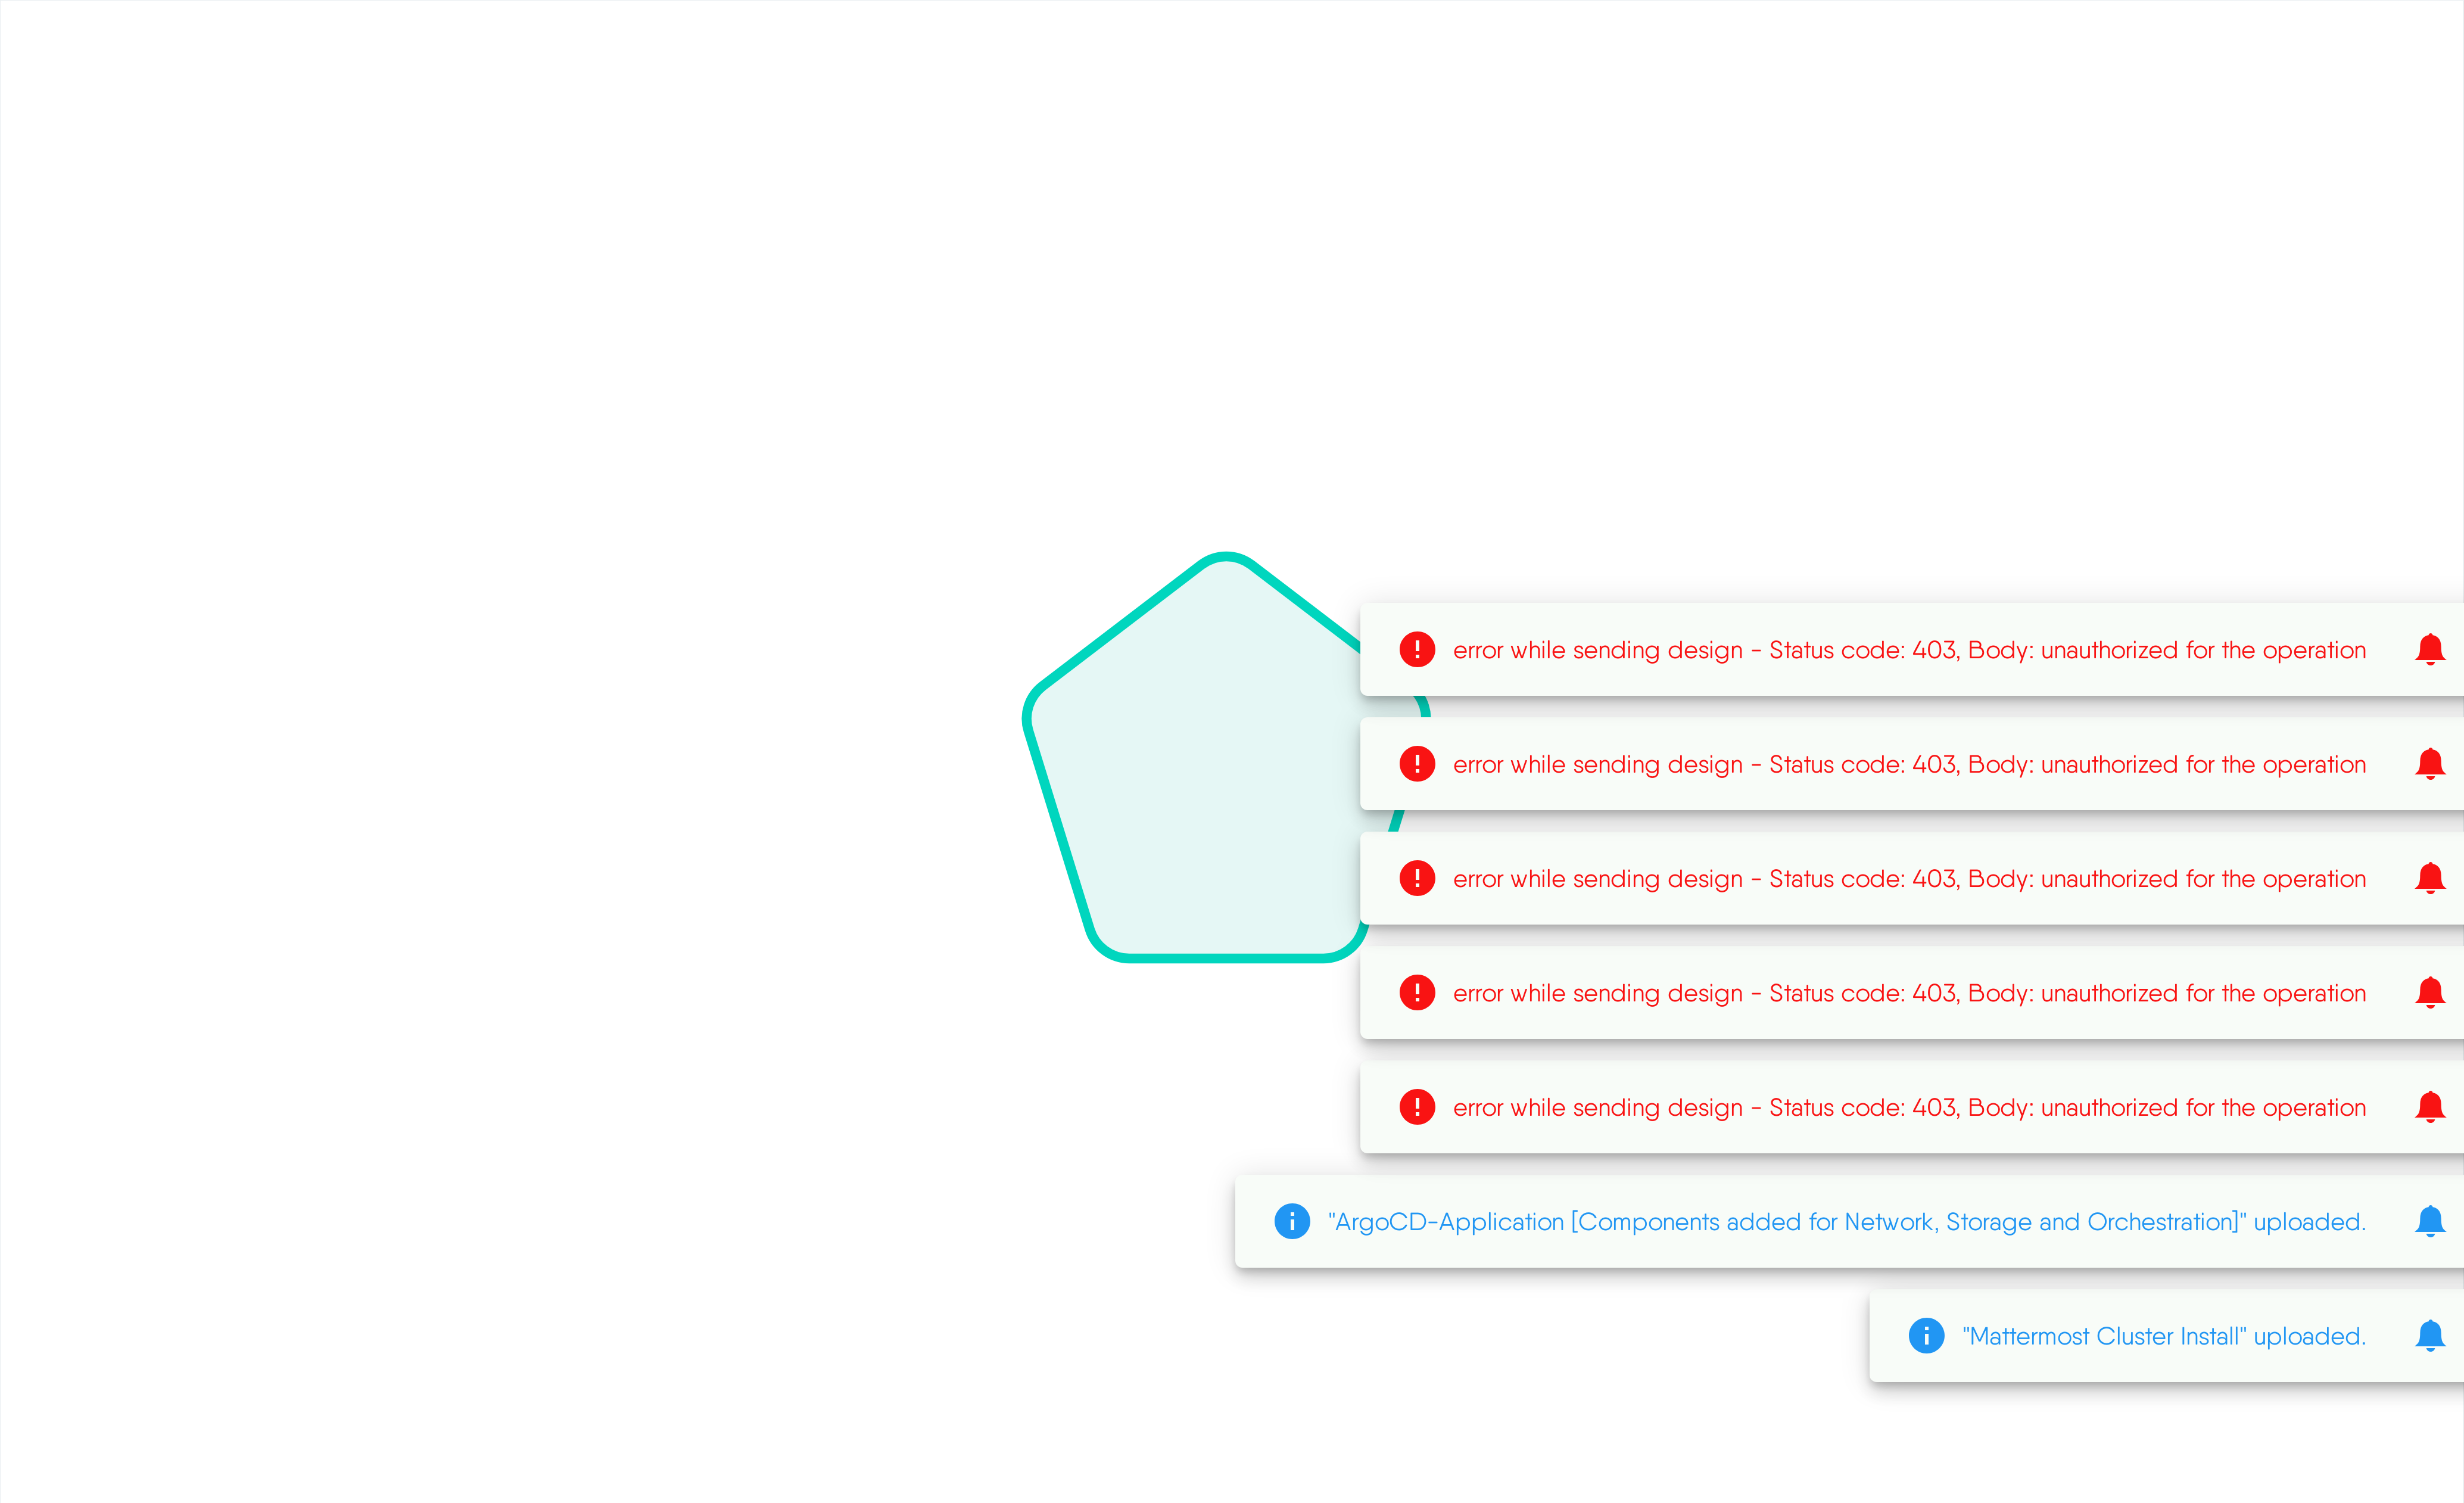 error while sending design - Status code: 403, Body: unauthorized for the operation
error while sending design - Status code: 403, Body: unauthorized for the operation
error while sending design - Status code: 403, Body: unauthorized for the operation
error while sending design - Status code: 403, Body: unauthorized for the operation
error while sending design - Status code: 403, Body: unauthorized for the operation
"ArgoCD-Application [Components added for Network, Storage and Orchestration]" uploaded.
"Mattermost Cluster Install" uploaded.